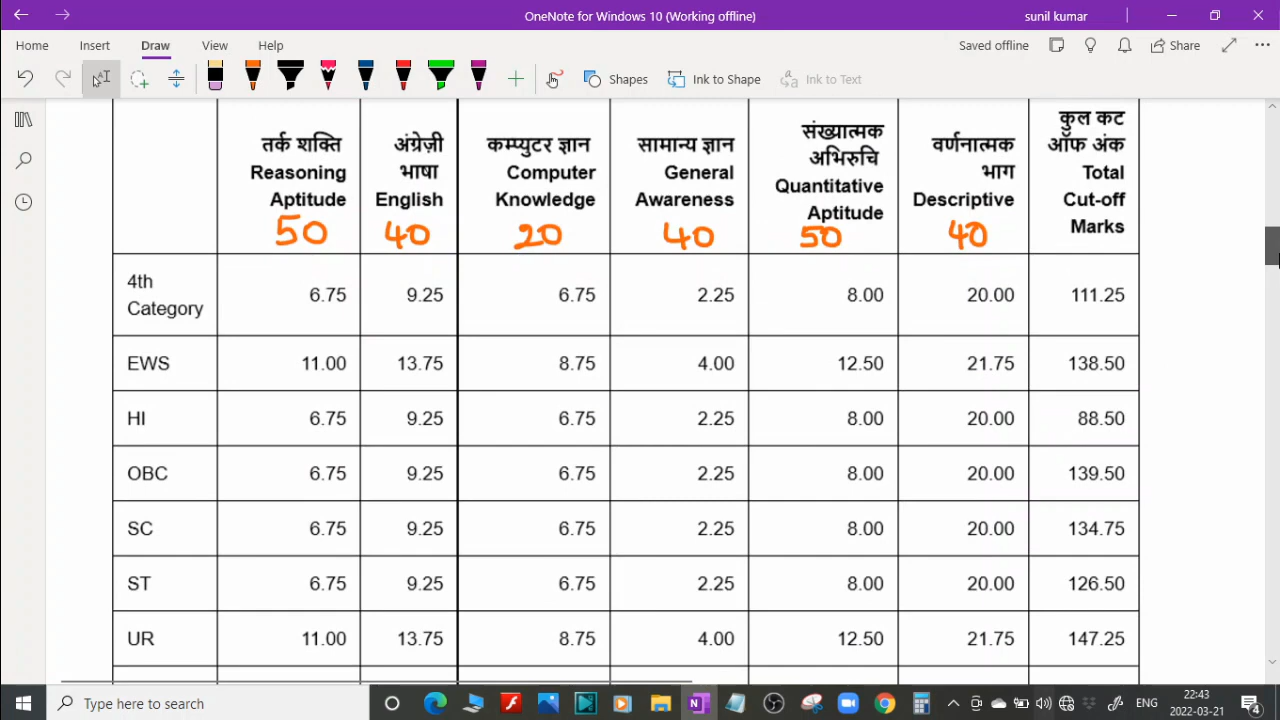 OneNote for Windows 10 (Working offline)
sunil kumar
Home Insert Draw View Help
Saved offline
Share
Shapes
Ink to Shape
Ink to Text
तर्क शक्ति
Reasoning
Aptitude
50
अंग्रेज़ी
भाषा
English
40
कम्प्युटर ज्ञान
Computer
Knowledge
20
सामान्य ज्ञान
General
Awareness
40
संख्यात्मक
अभिरुचि
Quantitative
Aptitude
50
वर्णनात्मक
भाग
Descriptive
40
कुल कट
ऑफ अंक
Total
Cut-off
Marks
4th
Category 6.75 9.25 6.75 2.25 8.00 20.00 111.25
EWS 11.00 13.75 8.75 4.00 12.50 21.75 138.50
HI 6.75 9.25 6.75 2.25 8.00 20.00 88.50
OBC 6.75 9.25 6.75 2.25 8.00 20.00 139.50
SC 6.75 9.25 6.75 2.25 8.00 20.00 134.75
ST 6.75 9.25 6.75 2.25 8.00 20.00 126.50
UR 11.00 13.75 8.75 4.00 12.50 21.75 147.25
Type here to search
ENG
22:43
2022-03-21
4